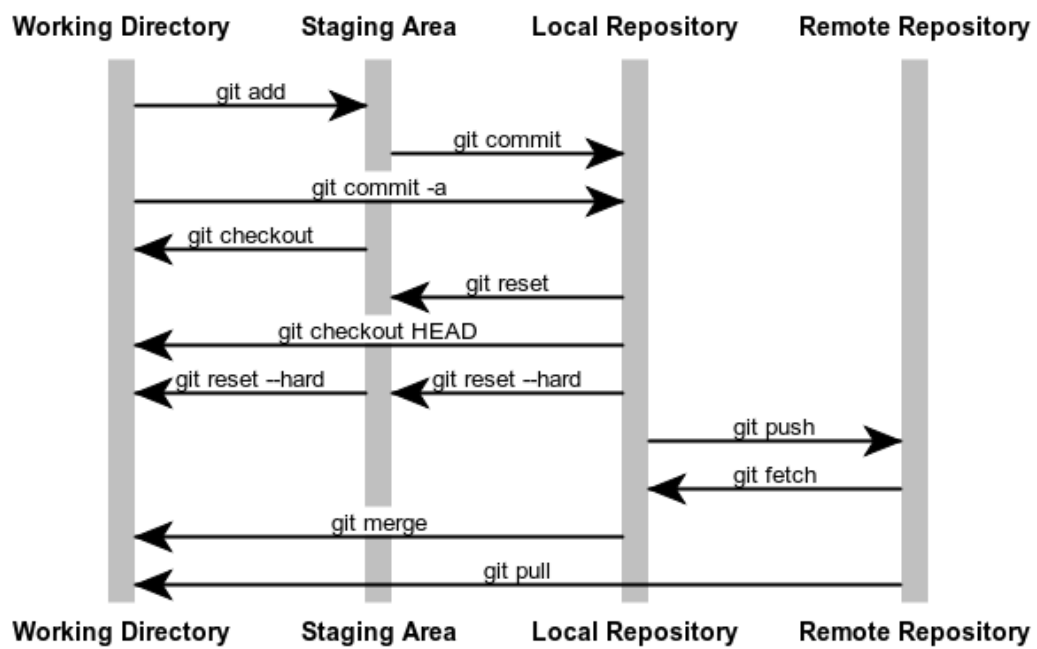 Working Directory Staging Area Local Repository Remote Repository
git add
git commit
git commit -a
git checkout
git reset
git checkout HEAD
git reset --hard git reset --hard
git push
git fetch
git merge
git pull
Working Directory Staging Area Local Repository Remote Repository